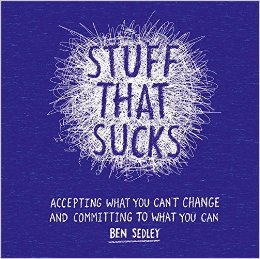 STUFF
THAT
SUCKS
ACCEPTING WHAT YOU CAN'T CHANGE
AND COMMITTING TO WHAT YOU CAN
BEN SEDLEY